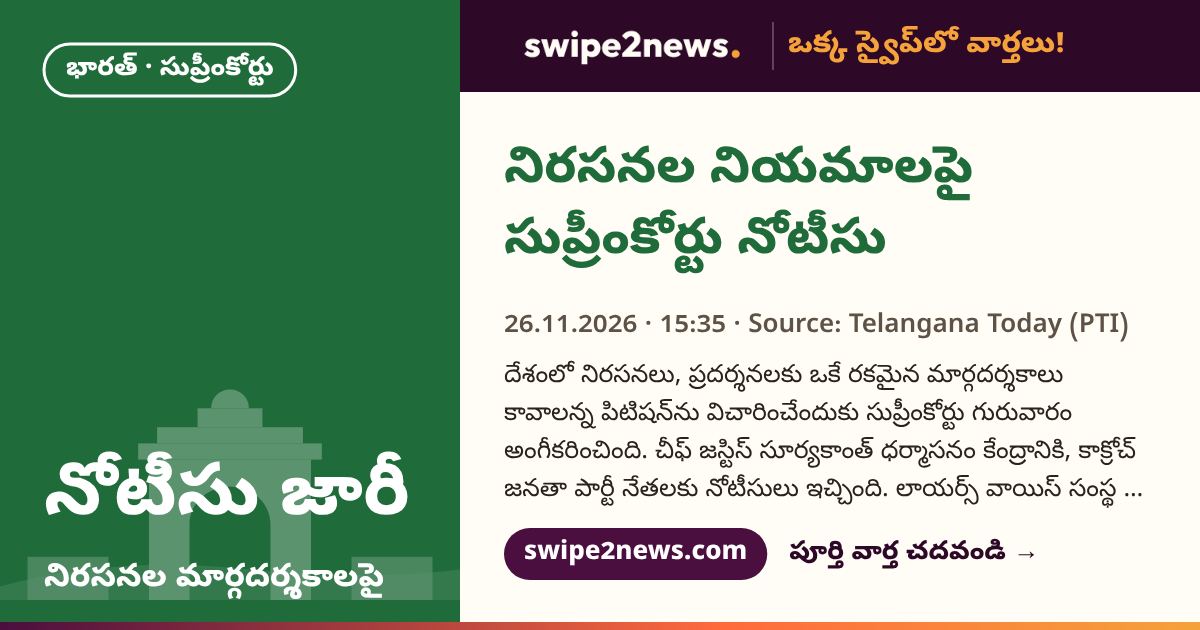 భారత్ · సుప్రీంకోర్టు
నోటీసు జారీ
నిరసనల మార్గదర్శకాలపై
swipe2news. ఒక్క స్వైప్‌లో వార్తలు!
నిరసనల నియమాలపై
సుప్రీంకోర్టు నోటీసు
26.11.2026 · 15:35 · Source: Telangana Today (PTI)
దేశంలో నిరసనలు, ప్రదర్శనలకు ఒకే రకమైన మార్గదర్శకాలు
కావాలన్న పిటిషన్‌ను విచారించేందుకు సుప్రీంకోర్టు గురువారం
అంగీకరించింది. చీఫ్ జస్టిస్ సూర్యకాంత్ ధర్మాసనం కేంద్రానికి, కాక్రోచ్
జనతా పార్టీ నేతలకు నోటీసులు ఇచ్చింది. లాయర్స్ వాయిస్ సంస్థ ...
swipe2news.com పూర్తి వార్త చదవండి →